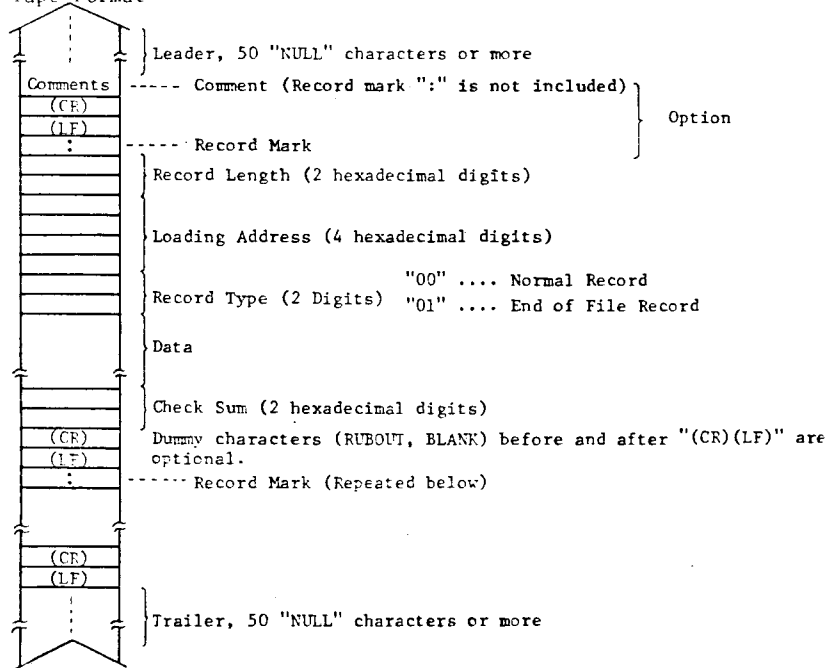 Tape Format
Leader, 50 "NULL" characters or more
Comments ----- Comment (Record mark ":" is not included)
(CR)
(LF)
Option
: ----- Record Mark
Record Length (2 hexadecimal digits)
Loading Address (4 hexadecimal digits)
"00" .... Normal Record
Record Type (2 Digits)
"01" .... End of File Record
Data
Check Sum (2 hexadecimal digits)
(CR) Dummy characters (RUBOUT, BLANK) before and after "(CR)(LF)" are
(LF) optional.
: ------ Record Mark (Repeated below)
(CR)
(LF)
Trailer, 50 "NULL" characters or more